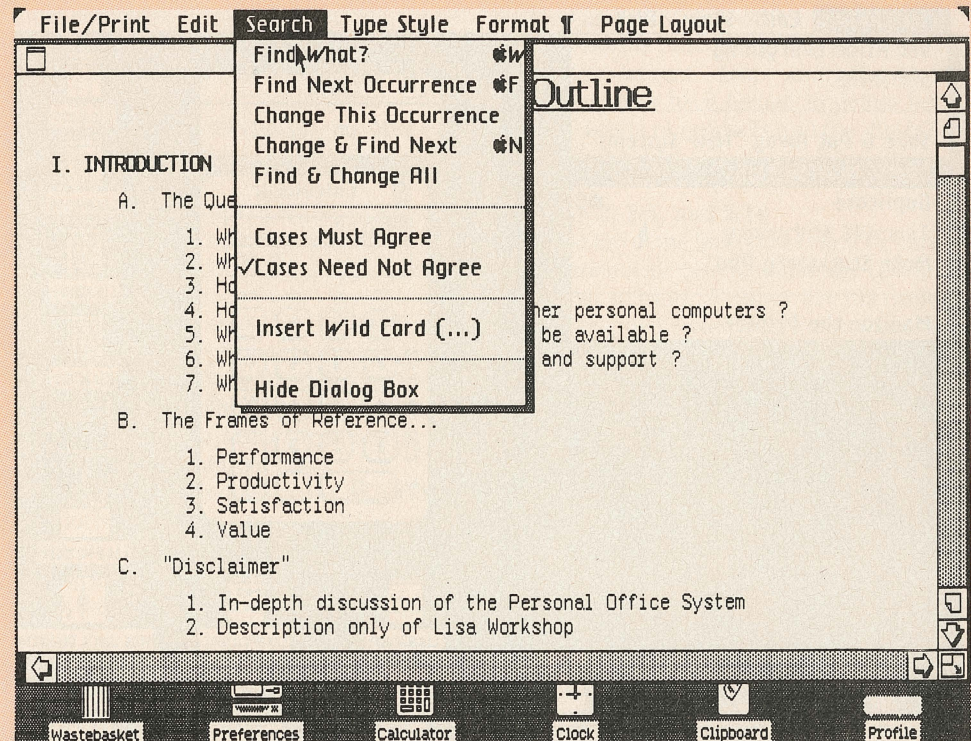 File/Print Edit Search Type Style Format ¶ Page Layout
Find What? W
Find Next Occurrence F
Change This Occurrence
Change & Find Next N
Find & Change All
Cases Must Agree
✓Cases Need Not Agree
Insert Wild Card (...)
Hide Dialog Box
Outline
I. INTRODUCTION
A. The Que
1. Wh
2. Wh
3. Ho
4. Ho her personal computers ?
5. Wh be available ?
6. Wh and support ?
7. Wh
B. The Frames of Reference...
1. Performance
2. Productivity
3. Satisfaction
4. Value
C. "Disclaimer"
1. In-depth discussion of the Personal Office System
2. Description only of Lisa Workshop
Wastebasket Preferences Calculator Clock Clipboard Profile